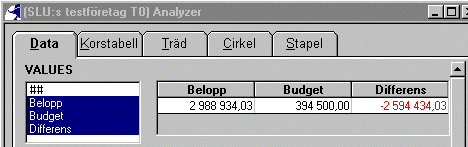 (SLU:s testföretag T0) Analyzer
Data Korstabell Träd Cirkel Stapel
VALUES
##
Belopp
Budget
Differens
Belopp Budget Differens
2 988 934,03 394 500,00 -2 594 434,03